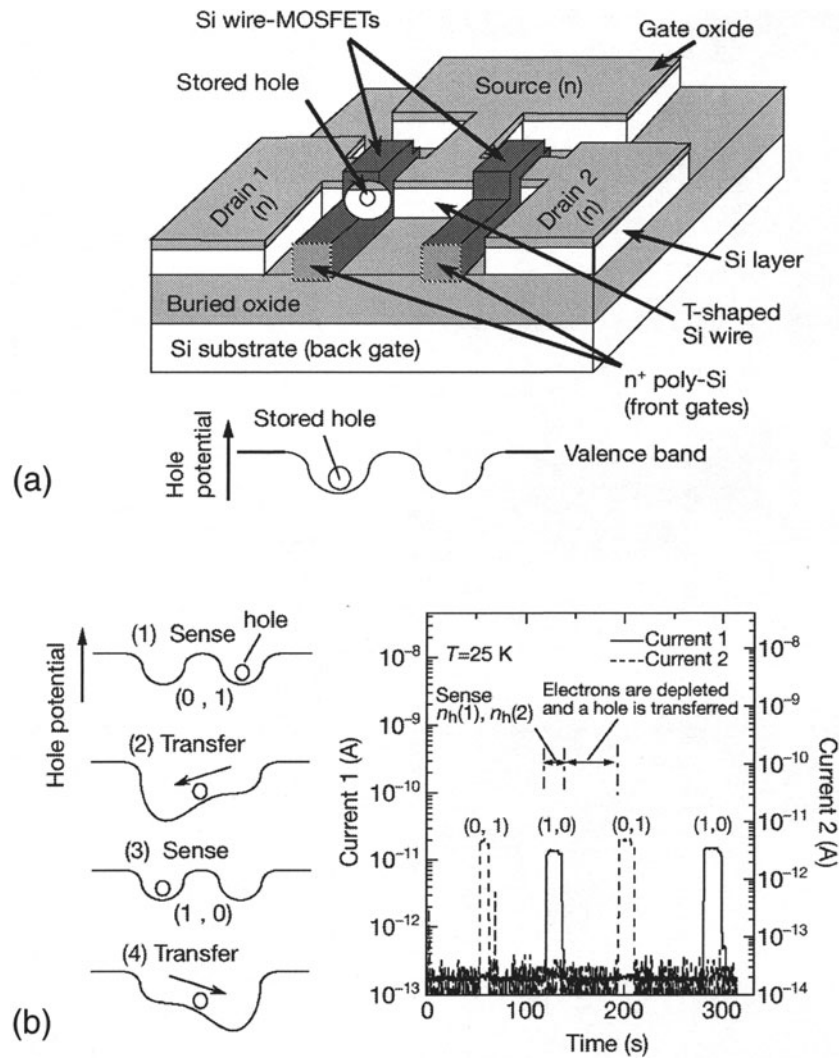 Si wire-MOSFETs
Gate oxide
Stored hole
Source (n)
Drain 1
(n)
Drain 2
(n)
Si layer
Buried oxide
T-shaped
Si wire
Si substrate (back gate)
n⁺ poly-Si
(front gates)
Stored hole
Valence band
Hole
potential
(a)
(1) Sense
hole
(0 , 1)
Hole potential
(2) Transfer
(3) Sense
(1 , 0)
(4) Transfer
(b)
Current 1
Current 2
T=25 K
Sense
nh(1), nh(2)
Electrons are depleted
and a hole is transferred
(0, 1)
(1,0)
(0,1)
(1,0)
Current 1 (A)
10⁻⁸
10⁻⁹
10⁻¹⁰
10⁻¹¹
10⁻¹²
10⁻¹³
Current 2 (A)
10⁻⁸
10⁻⁹
10⁻¹⁰
10⁻¹¹
10⁻¹²
10⁻¹³
10⁻¹⁴
0
100
200
300
Time (s)